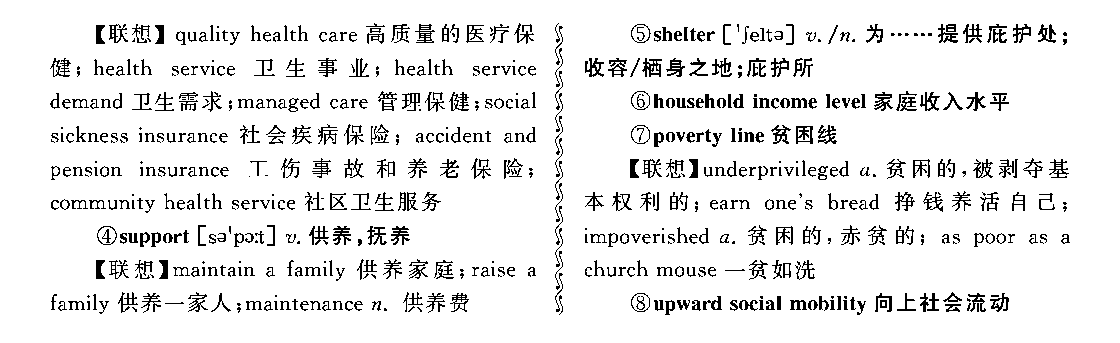 【联想】 quality health care 高质量的医疗保
健; health service 卫生事业; health service
demand 卫生需求;managed care 管理保健;social
sickness insurance 社会疾病保险; accident and
pension insurance 工伤事故和养老保险;
community health service 社区卫生服务
④support [sə'pɔːt] v. 供养,抚养
【联想】maintain a family 供养家庭;raise a
family 供养一家人;maintenance n. 供养费
⑤shelter ['ʃeltə] v./n. 为……提供庇护处;
收容/栖身之地;庇护所
⑥household income level 家庭收入水平
⑦poverty line 贫困线
【联想】underprivileged a. 贫困的,被剥夺基
本权利的; earn one's bread 挣钱养活自己;
impoverished a. 贫困的,赤贫的; as poor as a
church mouse 一贫如洗
⑧upward social mobility 向上社会流动